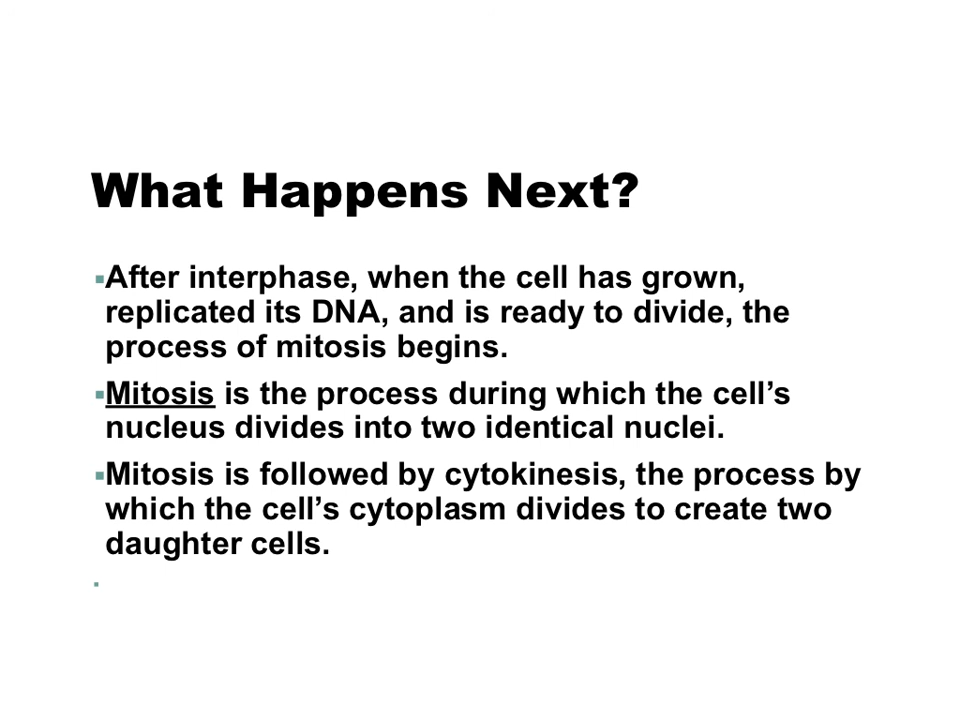 What Happens Next?
▪After interphase, when the cell has grown,
replicated its DNA, and is ready to divide, the
process of mitosis begins.
▪Mitosis is the process during which the cell’s
nucleus divides into two identical nuclei.
▪Mitosis is followed by cytokinesis, the process by
which the cell’s cytoplasm divides to create two
daughter cells.
▪